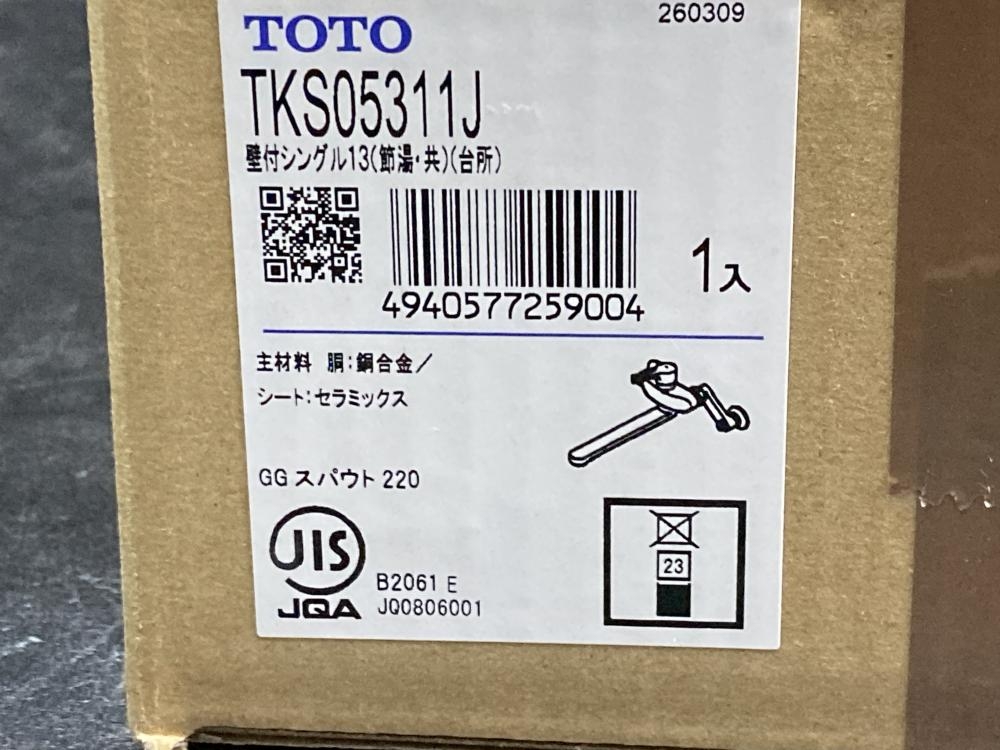 260309
TOTO
TKS05311J
壁付シングル13(節湯・共)(台所)
4940577259004
1入
主材料 胴:銅合金/
シート:セラミックス
GG スパウト 220
JIS
JQA
B2061 E
JQ0806001
23